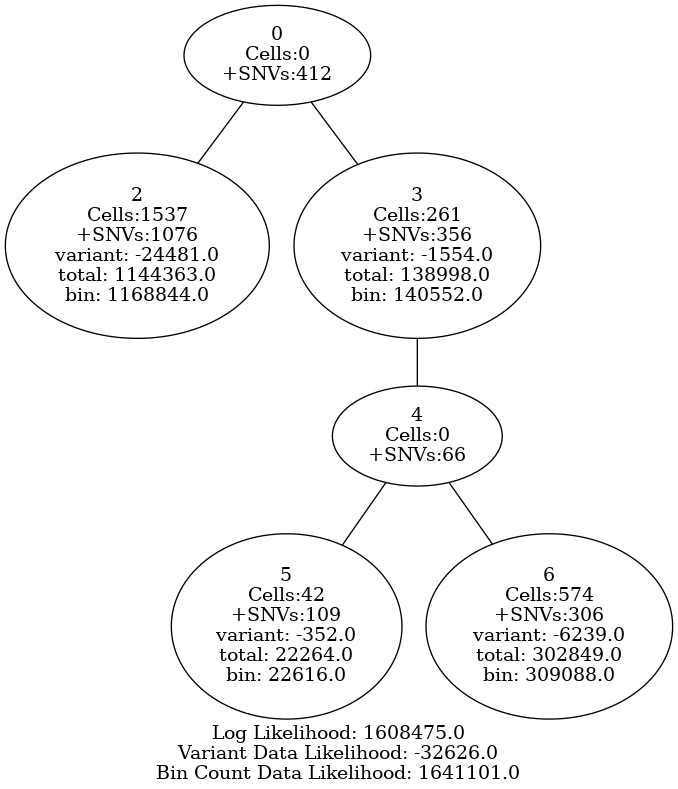 0
Cells:0
+SNVs:412
2
Cells:1537
+SNVs:1076
variant: -24481.0
total: 1144363.0
bin: 1168844.0
3
Cells:261
+SNVs:356
variant: -1554.0
total: 138998.0
bin: 140552.0
4
Cells:0
+SNVs:66
5
Cells:42
+SNVs:109
variant: -352.0
total: 22264.0
bin: 22616.0
6
Cells:574
+SNVs:306
variant: -6239.0
total: 302849.0
bin: 309088.0
Log Likelihood: 1608475.0
Variant Data Likelihood: -32626.0
Bin Count Data Likelihood: 1641101.0